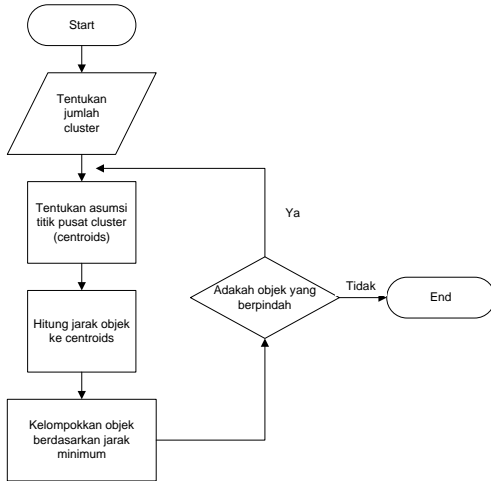 Start
Tentukan
jumlah
cluster
Tentukan asumsi
titik pusat cluster
(centroids)
Hitung jarak objek
ke centroids
Kelompokkan objek
berdasarkan jarak
minimum
Adakah objek yang
berpindah
Ya
Tidak
End